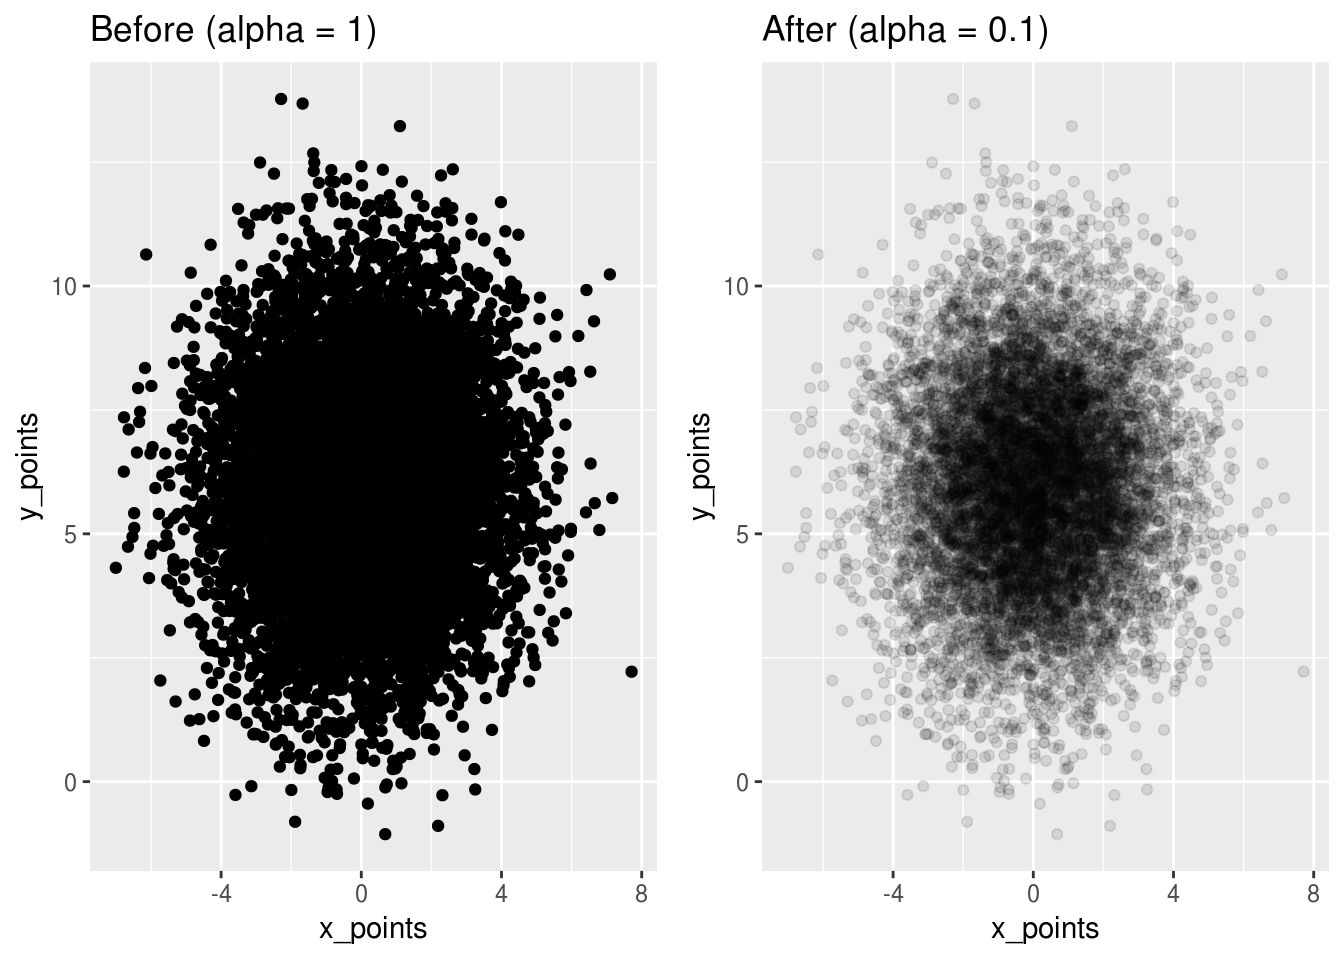 Before (alpha = 1)
y_points
10
5
0
-4
0
4
8
x_points
After (alpha = 0.1)
y_points
10
5
0
-4
0
4
8
x_points